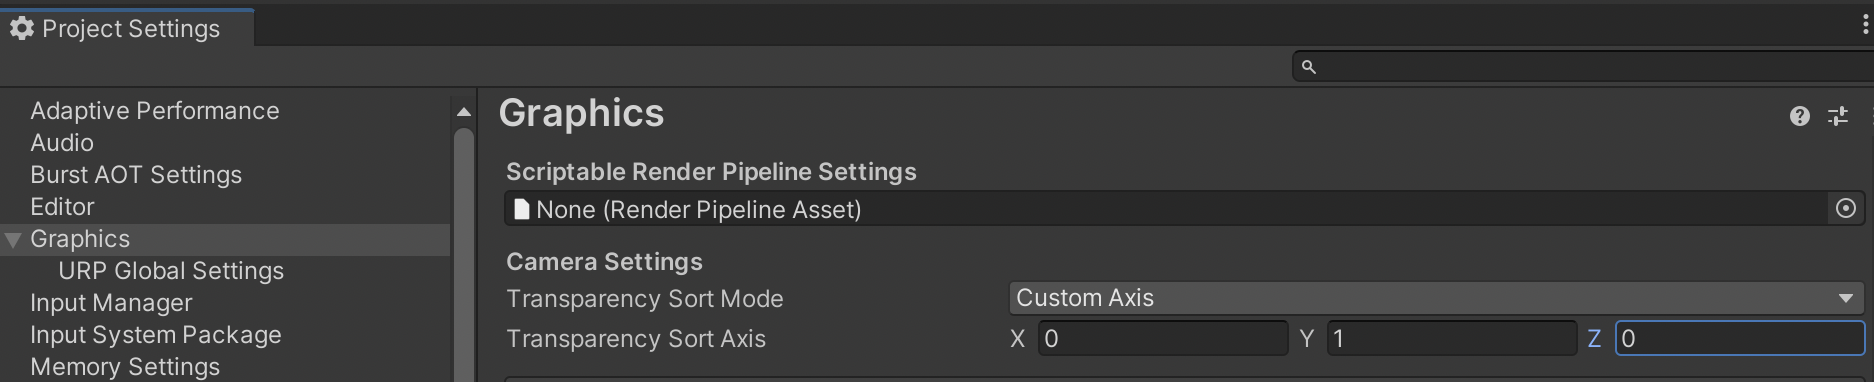 Project Settings
Adaptive Performance
Audio
Burst AOT Settings
Editor
Graphics
URP Global Settings
Input Manager
Input System Package
Memory Settings
Graphics
Scriptable Render Pipeline Settings
None (Render Pipeline Asset)
Camera Settings
Transparency Sort Mode
Custom Axis
Transparency Sort Axis X 0 Y 1 Z 0